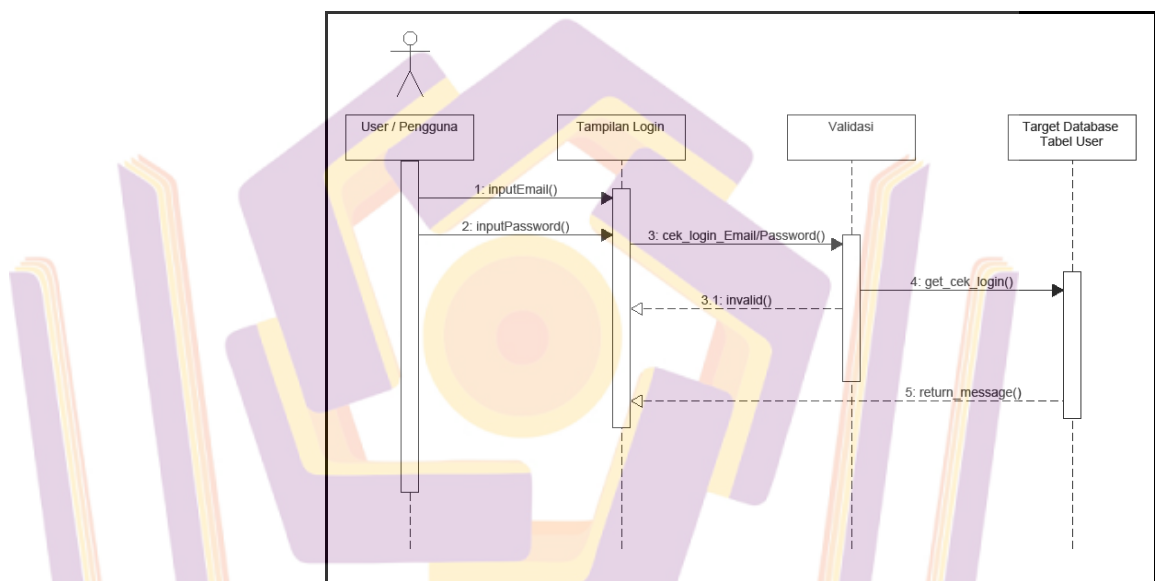 User / Pengguna
Tampilan Login
Validasi
Target Database
Tabel User
1: inputEmail()
2: inputPassword()
3: cek_login_Email/Password()
4: get_cek_login()
3.1: invalid()
5: return_message()